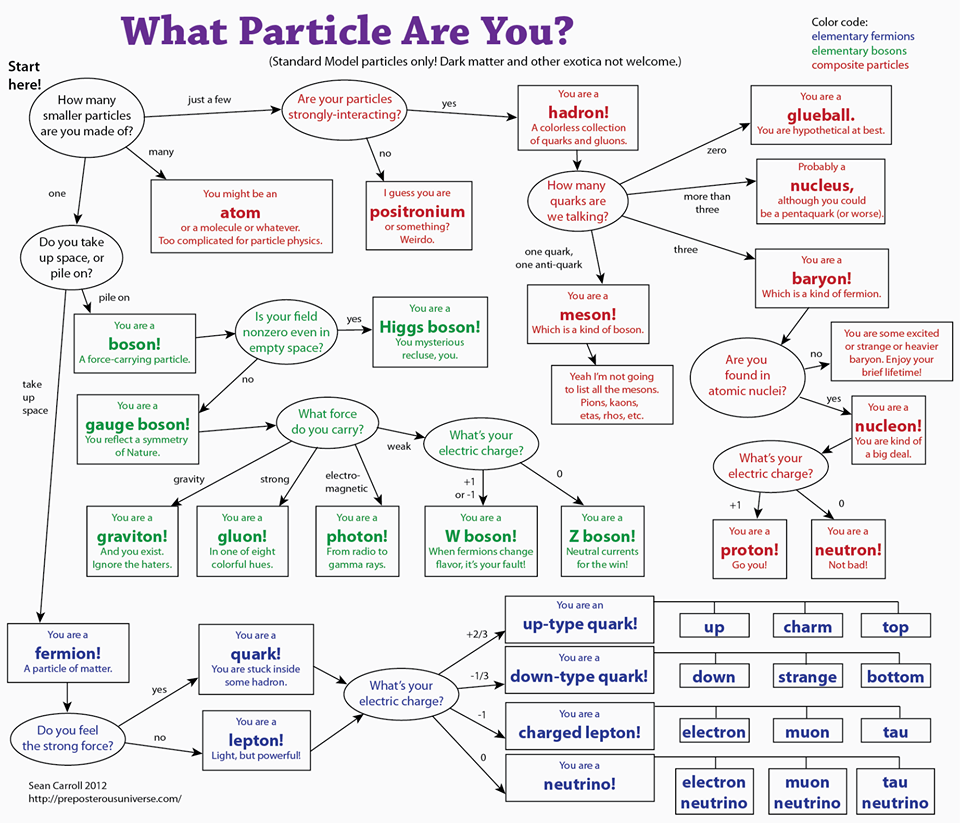 What Particle Are You?
(Standard Model particles only! Dark matter and other exotica not welcome.)
Color code:
elementary fermions
elementary bosons
composite particles
Start
here!
How many
smaller particles
are you made of?
just a few
Are your particles
strongly-interacting?
yes
You are a
hadron!
A colorless collection
of quarks and gluons.
You are a
glueball.
You are hypothetical at best.
zero
many
no
one
You might be an
atom
or a molecule or whatever.
Too complicated for particle physics.
I guess you are
positronium
or something?
Weird.
How many
quarks are
we talking?
more than
three
Probably a
nucleus,
although you could
be a pentaquark (or worse).
Do you take
up space, or
pile on?
one quark,
one anti-quark
three
You are a
baryon!
Which is a kind of fermion.
pile on
You are a
boson!
A force-carrying particle.
Is your field
nonzero even in
empty space?
yes
You are a
Higgs boson!
You mysterious
recluse, you.
You are a
meson!
Which is a kind of boson.
Are you
found in
atomic nuclei?
no
You are some excited
or strange or heavier
baryon. Enjoy your
brief lifetime!
take
up
space
no
Yeah I'm not going
to list all the mesons.
Pions, kaons,
etas, rhos, etc.
yes
You are a
nucleon!
You are kind of
a big deal.
You are a
gauge boson!
You reflect a symmetry
of Nature.
What force
do you carry?
weak
What's your
electric charge?
What's your
electric charge?
gravity
strong
electro-
magnetic
+1
or -1
0
+1
0
You are a
graviton!
And you exist.
Ignore the haters.
You are a
gluon!
In one of eight
colorful hues.
You are a
photon!
From radio to
gamma rays.
You are a
W boson!
When fermions change
flavor, it's your fault!
You are a
Z boson!
Neutral currents
for the win!
You are a
proton!
Go you!
You are a
neutron!
Not bad!
You are a
fermion!
A particle of matter.
yes
You are a
quark!
You are stuck inside
some hadron.
Do you feel
the strong force?
no
You are a
lepton!
Light, but powerful!
What's your
electric charge?
+2/3
You are an
up-type quark!
up
charm
top
-1/3
You are a
down-type quark!
down
strange
bottom
-1
You are a
charged lepton!
electron
muon
tau
0
You are a
neutrino!
electron
neutrino
muon
neutrino
tau
neutrino
Sean Carroll 2012
http://preposterousuniverse.com/